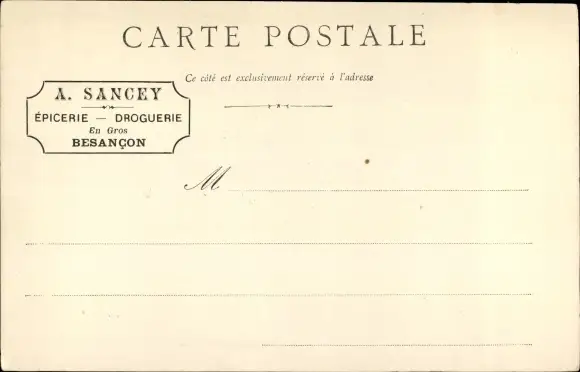 CARTE POSTALE
Ce côté est exclusivement réservé à l'adresse
A. SANCEY
ÉPICERIE — DROGUERIE
En Gros
BESANÇON
M